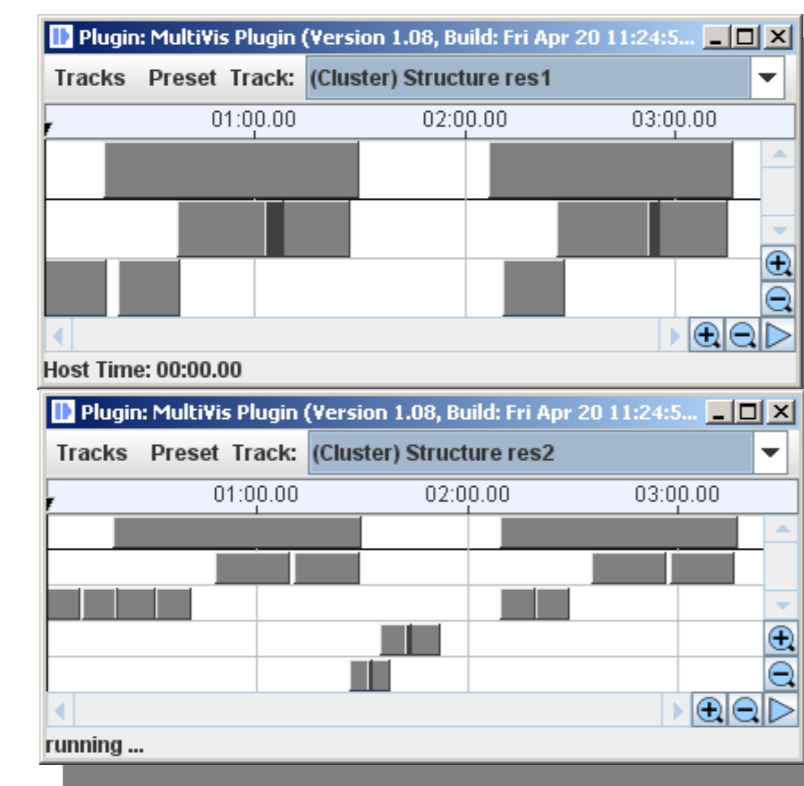 Plugin: MultiVis Plugin (Version 1.08, Build: Fri Apr 20 11:24:5...
Tracks Preset Track: (Cluster) Structure res1
01:00.00 02:00.00 03:00.00
Host Time: 00:00.00
Plugin: MultiVis Plugin (Version 1.08, Build: Fri Apr 20 11:24:5...
Tracks Preset Track: (Cluster) Structure res2
01:00.00 02:00.00 03:00.00
running ...